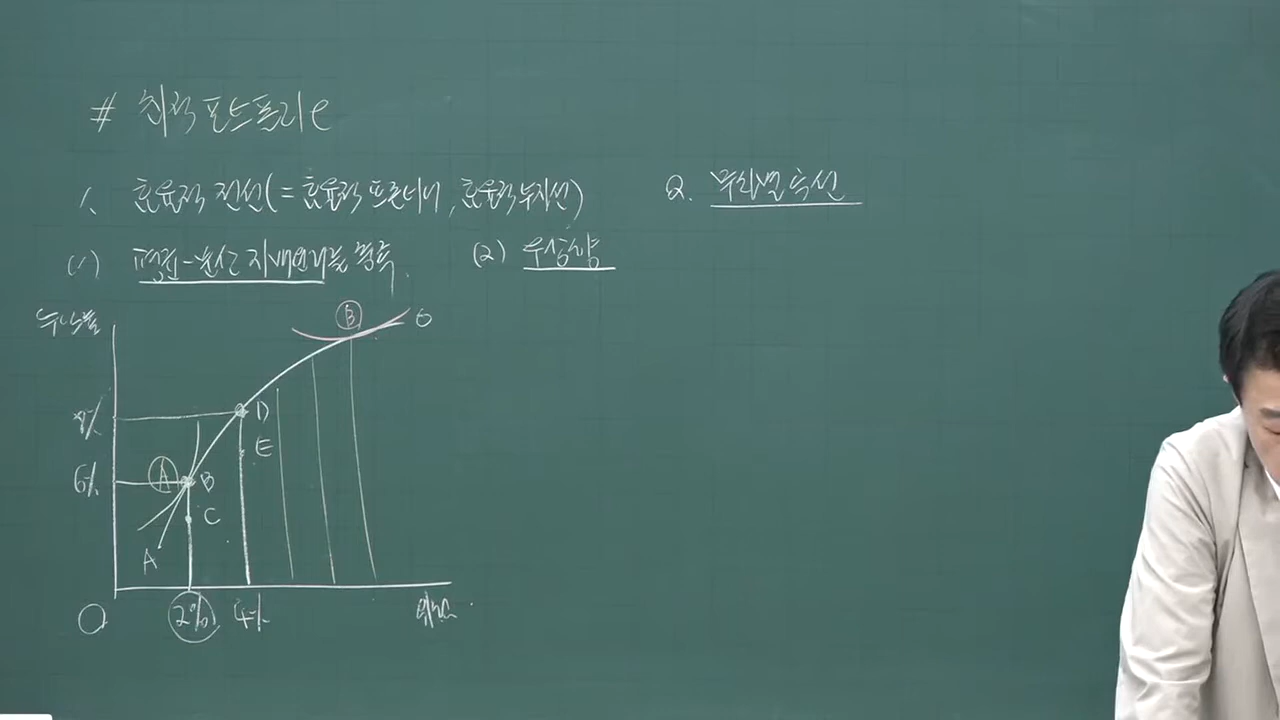 # 최적 포트폴리오
1. 효율적 전선(= 효율적 프론티어, 효율적 투자선)
2. 무차별 곡선
(1) 평균-분산 지배원리를 충족.
(2) 우상향
수익률
Ⓑ
G
8%
D
E
6%
Ⓐ
B
C
A
O
2%
4%
위험